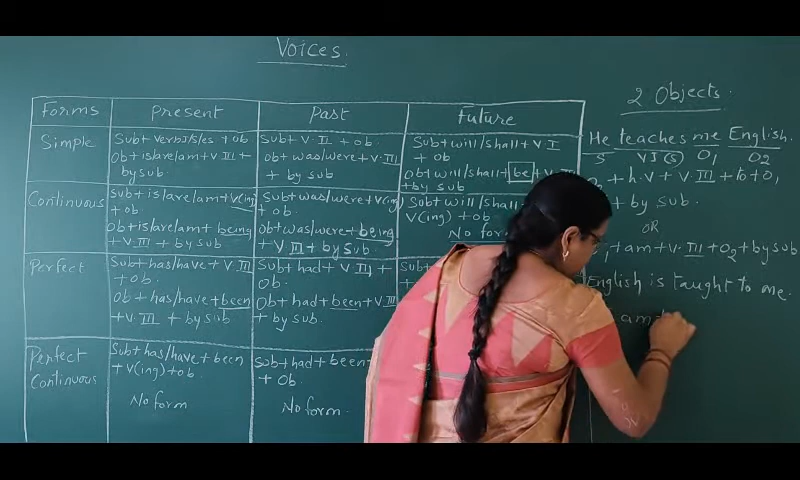 Voices.
Forms
Present
Past
Future
Simple
Sub + verb I/s/es + ob
Ob + is/are/am + V III +
by sub
Sub + V. II + ob.
Ob + was/were + V. III
+ by sub
Sub + will/shall + V I
+ ob
Ob + will/shall + be + V
+ by sub
Continuous
Sub + is/are/am + V(ing)
+ ob.
Ob + is/are/am + being
+ V. III + by sub.
Sub + was/were + V(ing)
+ ob.
Ob + was/were + being
+ V III + by sub.
Sub + will/shall
V(ing) + ob
No form
Perfect
Sub + has/have + V. III
+ ob.
Ob + has/have + been
+ V. III + by sub
Sub + had + V. III +
Ob.
Ob + had + been + V III
+ by sub.
Perfect
Continuous
Sub + has/have + been
+ V(ing) + ob.
No form
Sub + had + been +
+ Ob.
No form.
2 Objects.
He teaches me English.
S V I (s) O1 O2
+ h.V + V. III + to + O1
+ by sub.
OR
+ am + V. III + O2 + by sub
English is taught to me.
am